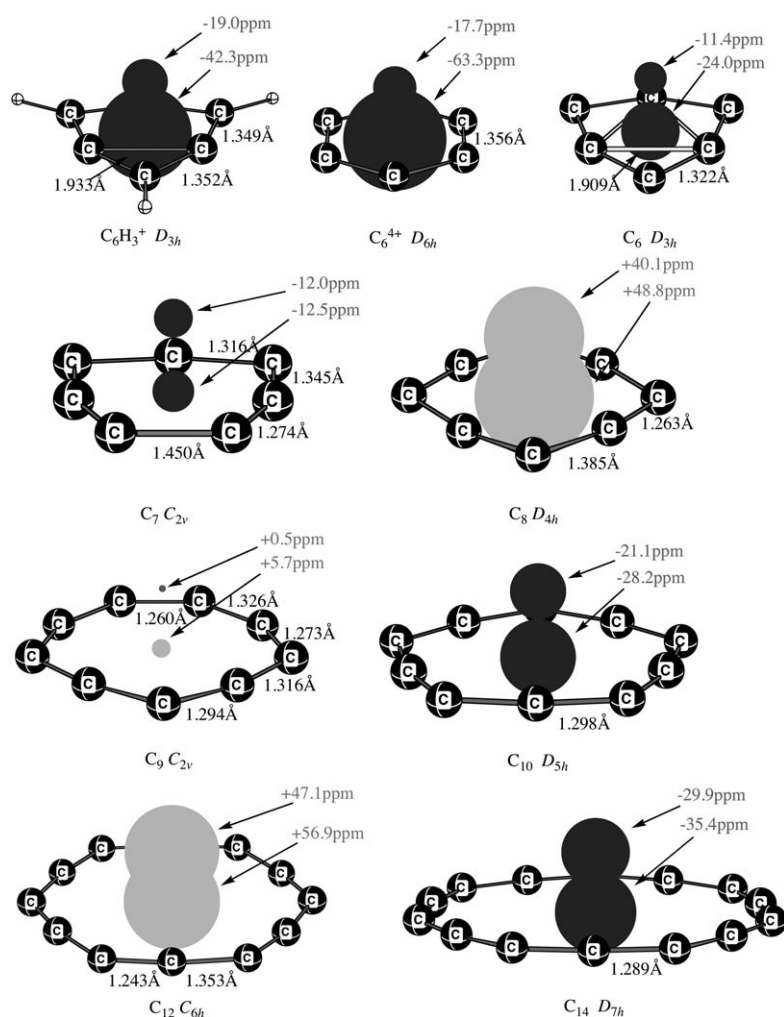 -19.0ppm
-42.3ppm
C
C
C
C
C
1.349Å
1.933Å
1.352Å
C₆H₃⁺ D₃ₕ
-17.7ppm
-63.3ppm
C
C
C
C
C
1.356Å
C₆⁴⁺ D₆ₕ
-11.4ppm
-24.0ppm
C
C
C
C
C
C
1.909Å
1.322Å
C₆ D₃ₕ
-12.0ppm
-12.5ppm
C
C
C
C
C
C
C
1.316Å
1.345Å
1.274Å
1.450Å
C₇ C₂ᵥ
+40.1ppm
+48.8ppm
C
C
C
C
C
C
C
1.263Å
1.385Å
C₈ D₄ₕ
+0.5ppm
+5.7ppm
C
C
C
C
C
C
C
C
C
1.260Å
1.326Å
1.273Å
1.316Å
1.294Å
C₉ C₂ᵥ
-21.1ppm
-28.2ppm
C
C
C
C
C
C
C
C
C
1.298Å
C₁₀ D₅ₕ
+47.1ppm
+56.9ppm
C
C
C
C
C
C
C
C
C
C
C
1.243Å
1.353Å
C₁₂ C₆ₕ
-29.9ppm
-35.4ppm
C
C
C
C
C
C
C
C
C
C
C
C
C
1.289Å
C₁₄ D₇ₕ